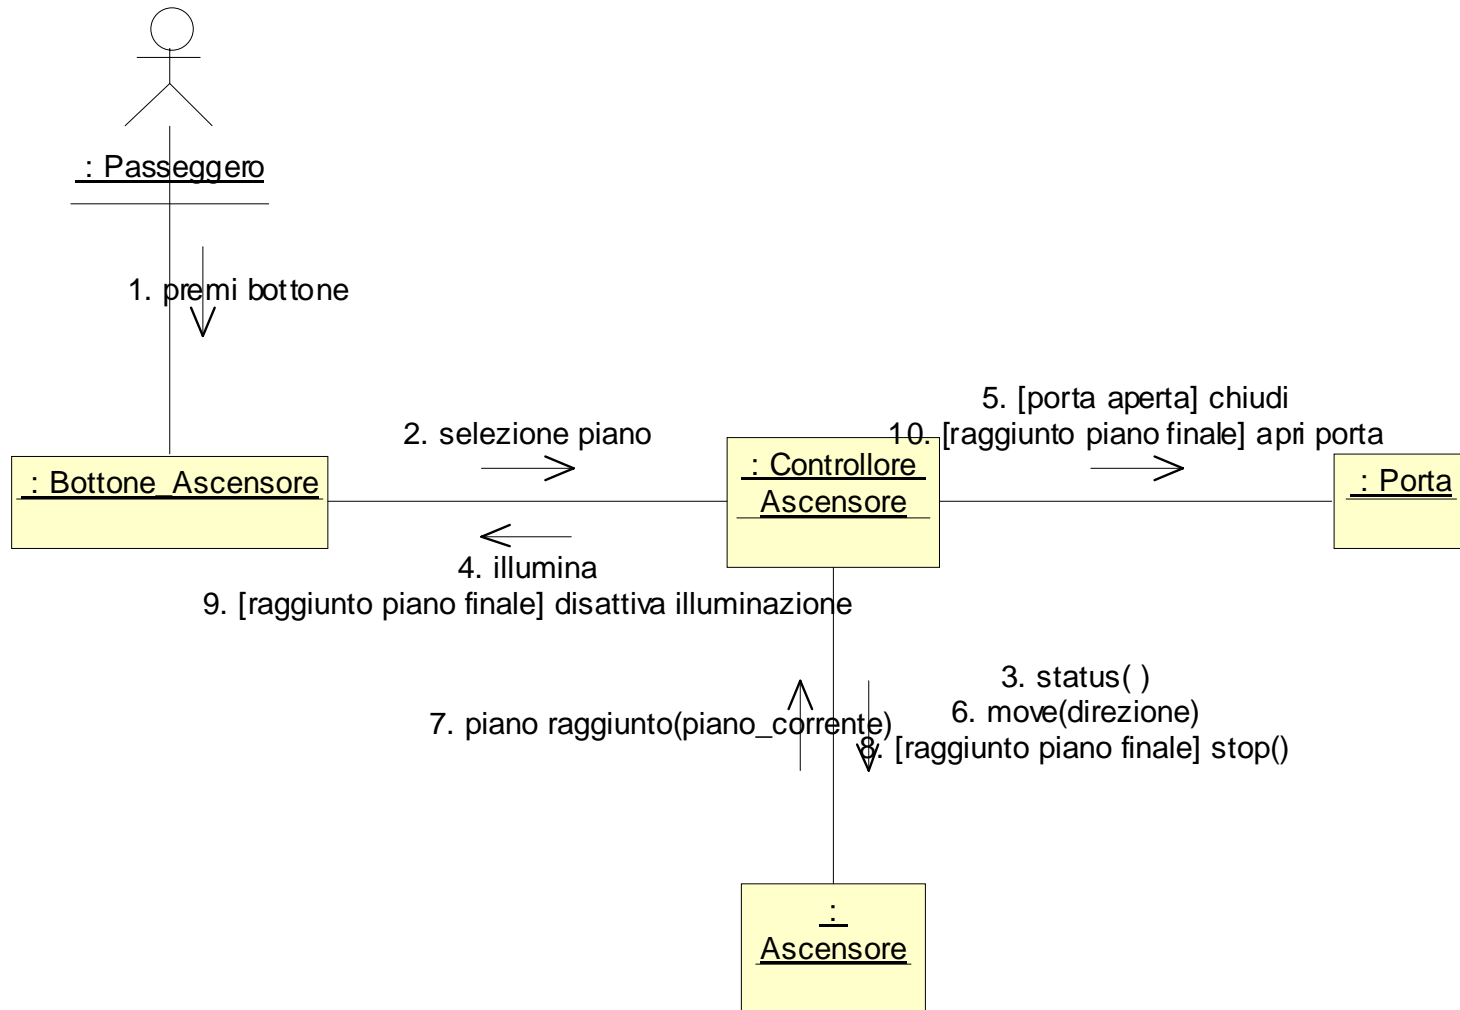 : Passeggero
1. premi bottone
5. [porta aperta] chiudi
10. [raggiunto piano finale] apri porta
2. selezione piano
: Bottone_Ascensore
: Controllore
Ascensore
: Porta
4. illumina
9. [raggiunto piano finale] disattiva illuminazione
3. status( )
6. move(direzione)
8. [raggiunto piano finale] stop()
7. piano raggiunto(piano_corrente)
:
Ascensore